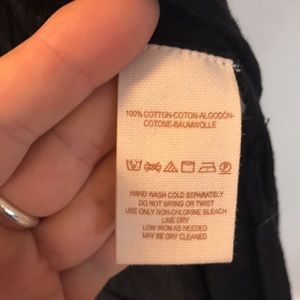 100% COTTON-COTON-ALGODÓN-
COTONE-BAUMWOLLE
HAND WASH COLD SEPARATELY
DO NOT WRING OR TWIST
USE ONLY NON-CHLORINE BLEACH
LINE DRY
LOW IRON AS NEEDED
MAY BE DRY CLEANED